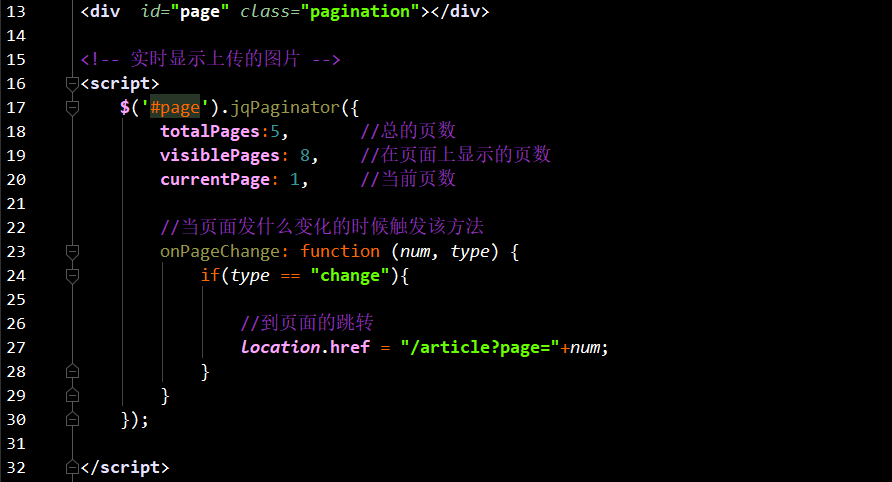 13 <div  id="page" class="pagination"></div>
14
15 <!-- 实时显示上传的图片 -->
16 <script>
17     $('#page').jqPaginator({
18         totalPages:5,       //总的页数
19         visiblePages: 8,    //在页面上显示的页数
20         currentPage: 1,     //当前页数
21
22         //当页面发什么变化的时候触发该方法
23         onPageChange: function (num, type) {
24             if(type == "change"){
25
26                 //到页面的跳转
27                 location.href = "/article?page="+num;
28             }
29         }
30     });
31
32 </script>